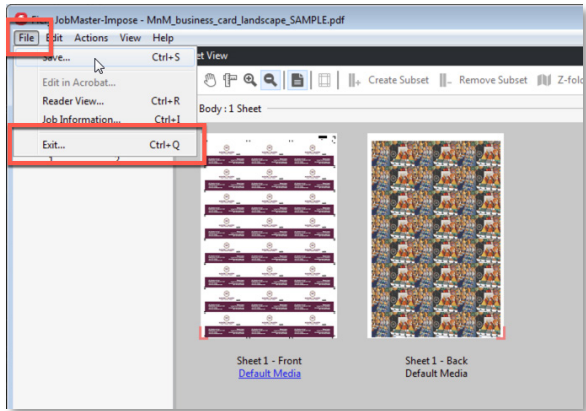 JobMaster-Impose - MnM_business_card_landscape_SAMPLE.pdf
File Edit Actions View Help
Save... Ctrl+S
Edit in Acrobat...
Reader View... Ctrl+R
Job Information... Ctrl+I
Exit... Ctrl+Q
et View
Create Subset Remove Subset Z-fol
Body : 1 Sheet
Sheet 1 - Front
Default Media
Sheet 1 - Back
Default Media